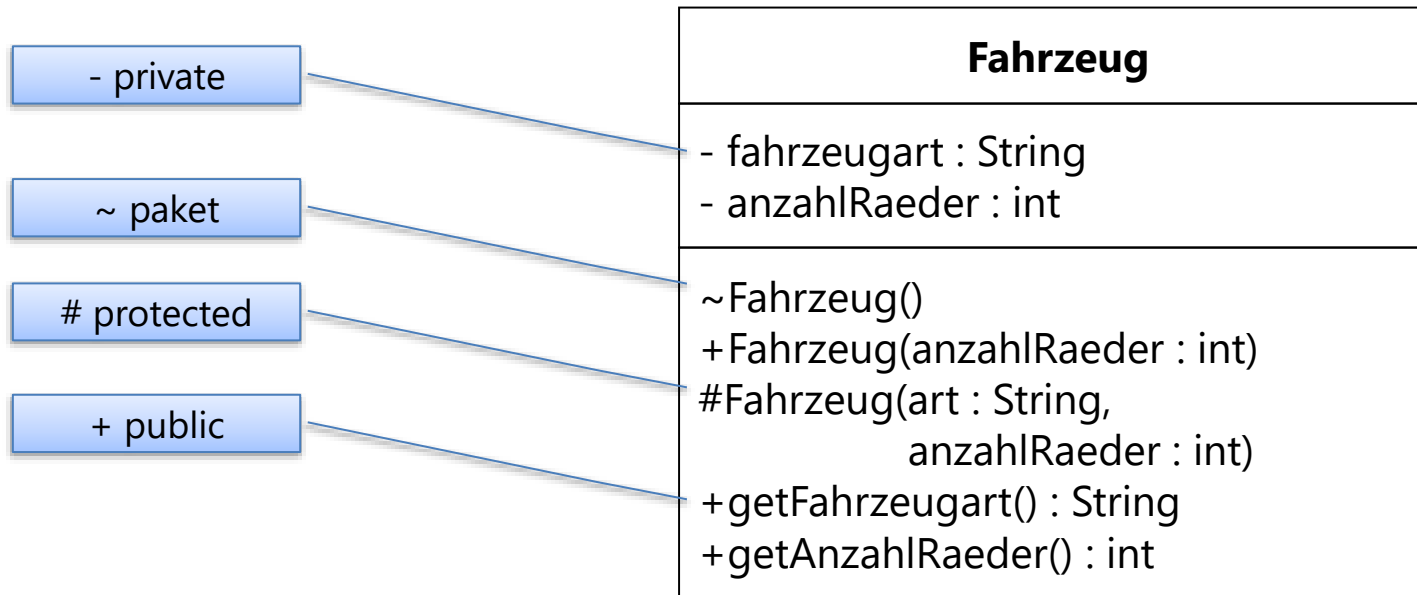 - private
~ paket
# protected
+ public
Fahrzeug
- fahrzeugart : String
- anzahlRaeder : int
~Fahrzeug()
+Fahrzeug(anzahlRaeder : int)
#Fahrzeug(art : String,
anzahlRaeder : int)
+getFahrzeugart() : String
+getAnzahlRaeder() : int